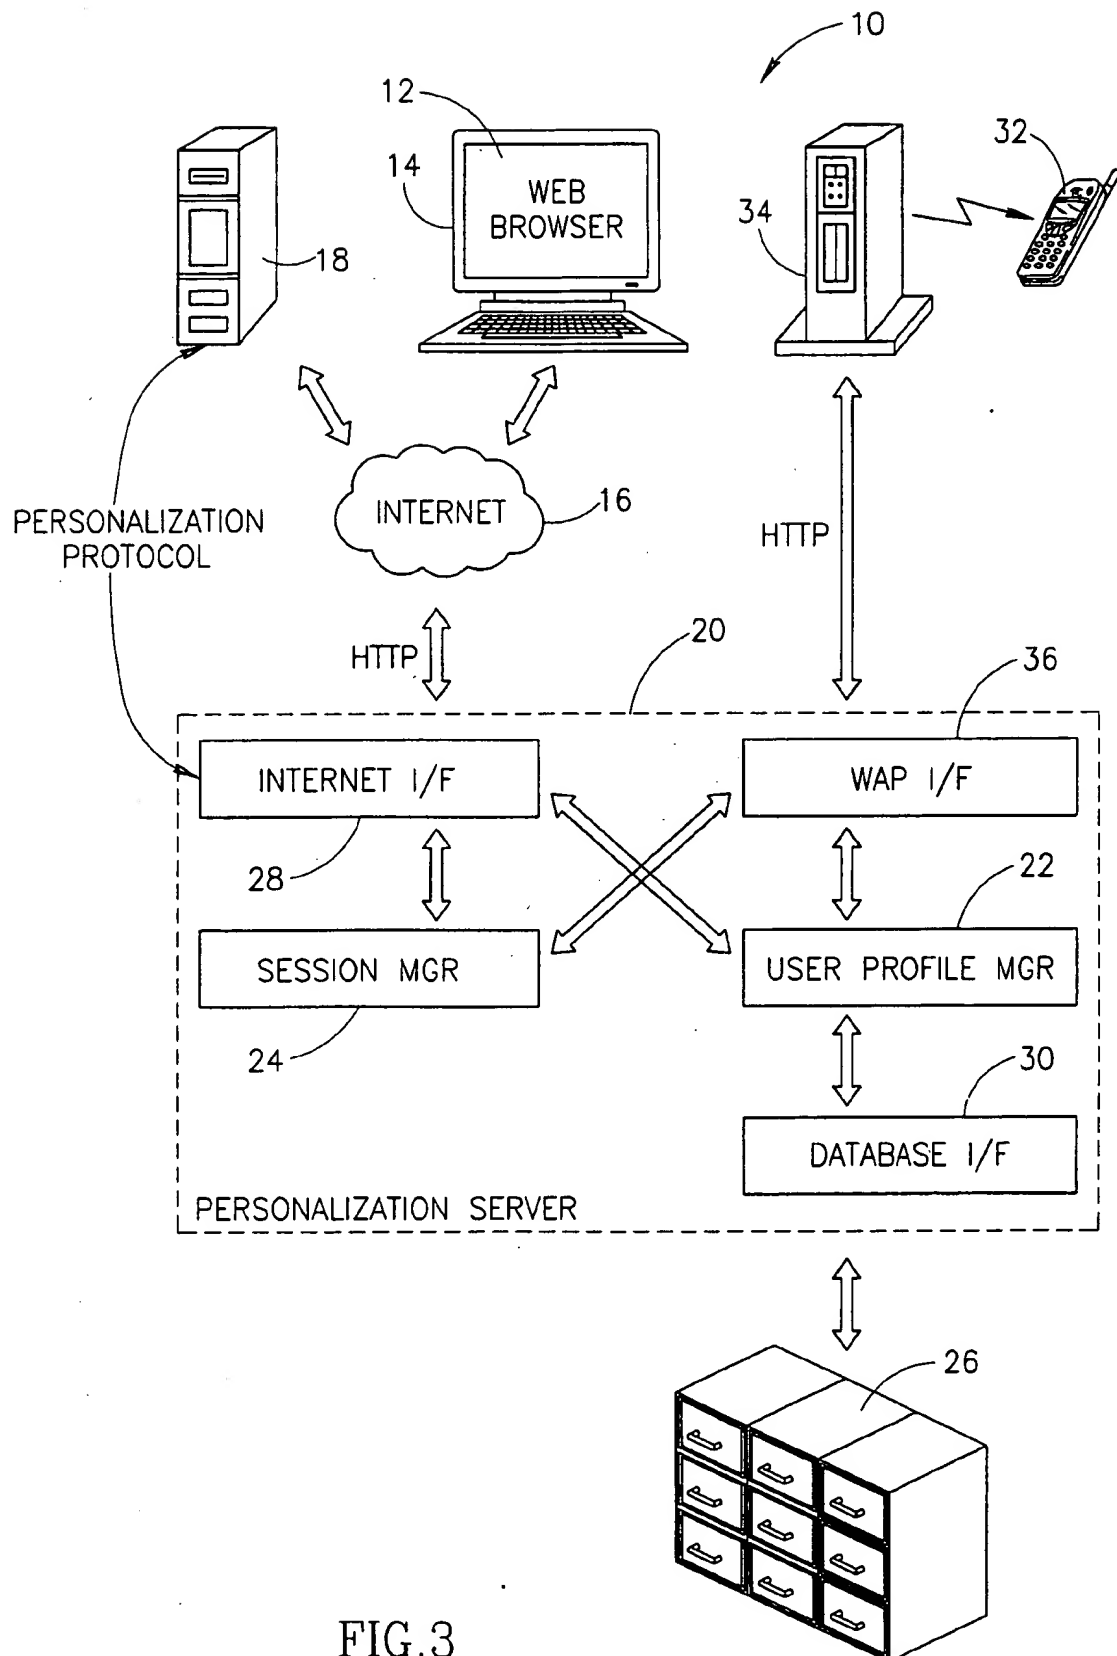 10
12
14
WEB
BROWSER
32
34
18
INTERNET
16
PERSONALIZATION
PROTOCOL
HTTP
HTTP
20
36
INTERNET I/F
WAP I/F
28
22
SESSION MGR
USER PROFILE MGR
24
30
DATABASE I/F
PERSONALIZATION SERVER
26
FIG.3